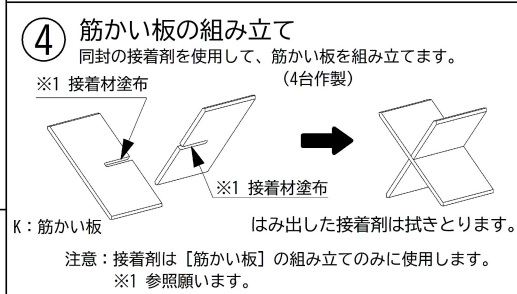 ④ 筋かい板の組み立て
同封の接着剤を使用して、筋かい板を組み立てます。
(4台作製)
※1 接着材塗布
※1 接着材塗布
K:筋かい板
はみ出した接着剤は拭きとります。
注意:接着剤は[筋かい板]の組み立てのみに使用します。
※1 参照願います。